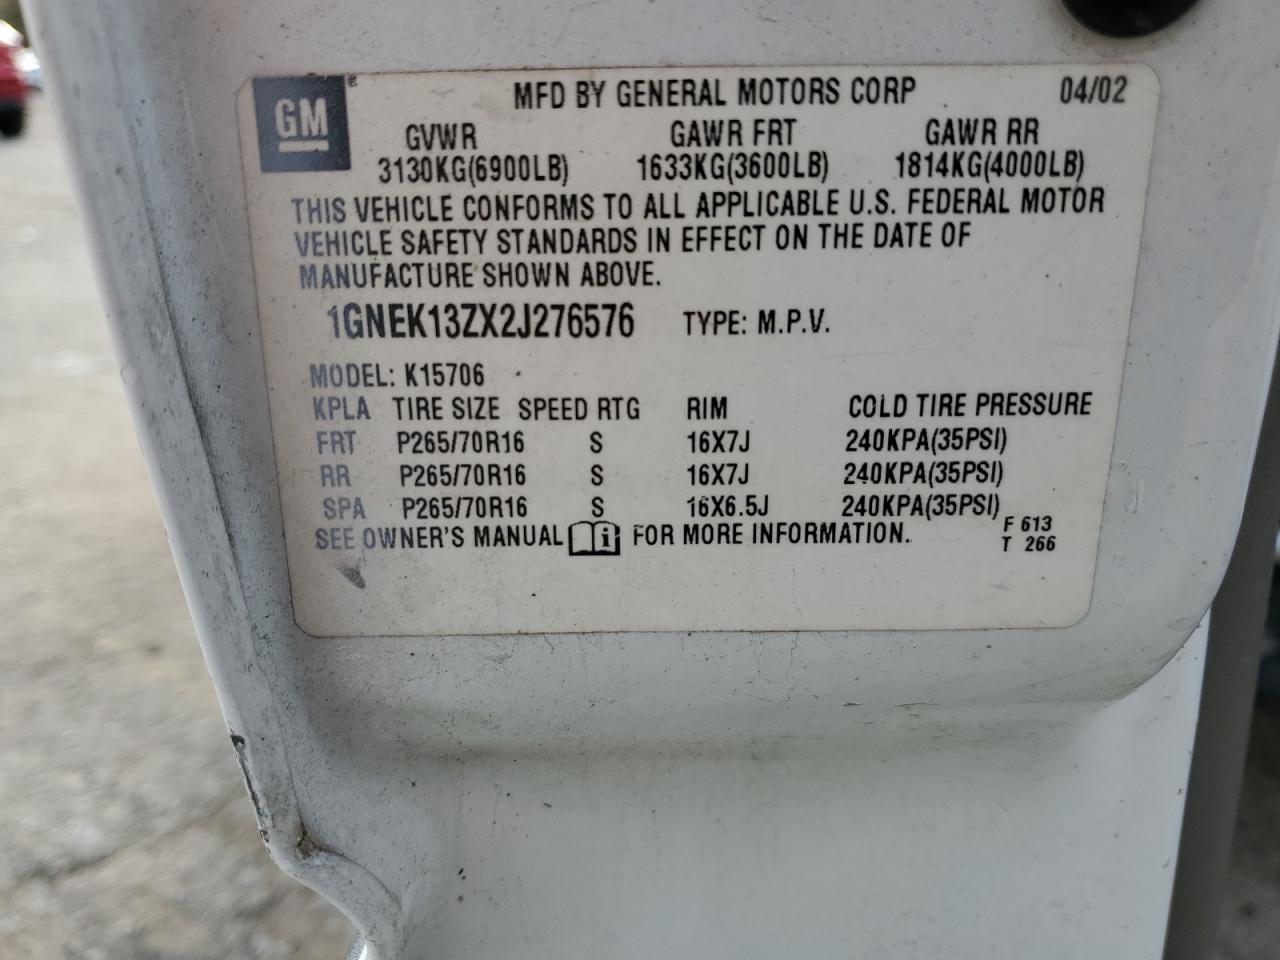 GM
MFD BY GENERAL MOTORS CORP 04/02
GVWR GAWR FRT GAWR RR
3130KG(6900LB) 1633KG(3600LB) 1814KG(4000LB)
THIS VEHICLE CONFORMS TO ALL APPLICABLE U.S. FEDERAL MOTOR
VEHICLE SAFETY STANDARDS IN EFFECT ON THE DATE OF
MANUFACTURE SHOWN ABOVE.
1GNEK13ZX2J276576 TYPE: M.P.V.
MODEL: K15706
KPLA TIRE SIZE SPEED RTG RIM COLD TIRE PRESSURE
FRT P265/70R16 S 16X7J 240KPA(35PSI)
RR P265/70R16 S 16X7J 240KPA(35PSI)
SPA P265/70R16 S 16X6.5J 240KPA(35PSI)
SEE OWNER'S MANUAL i FOR MORE INFORMATION.
F 613
T 266